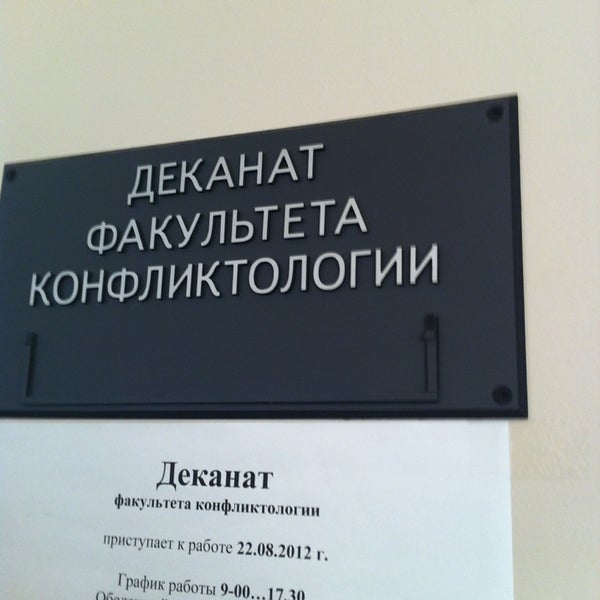 ДЕКАНАТ
ФАКУЛЬТЕТА
КОНФЛИКТОЛОГИИ
Деканат
факультета конфликтологии
приступает к работе 22.08.2012 г.
График работы 9-00...17.30